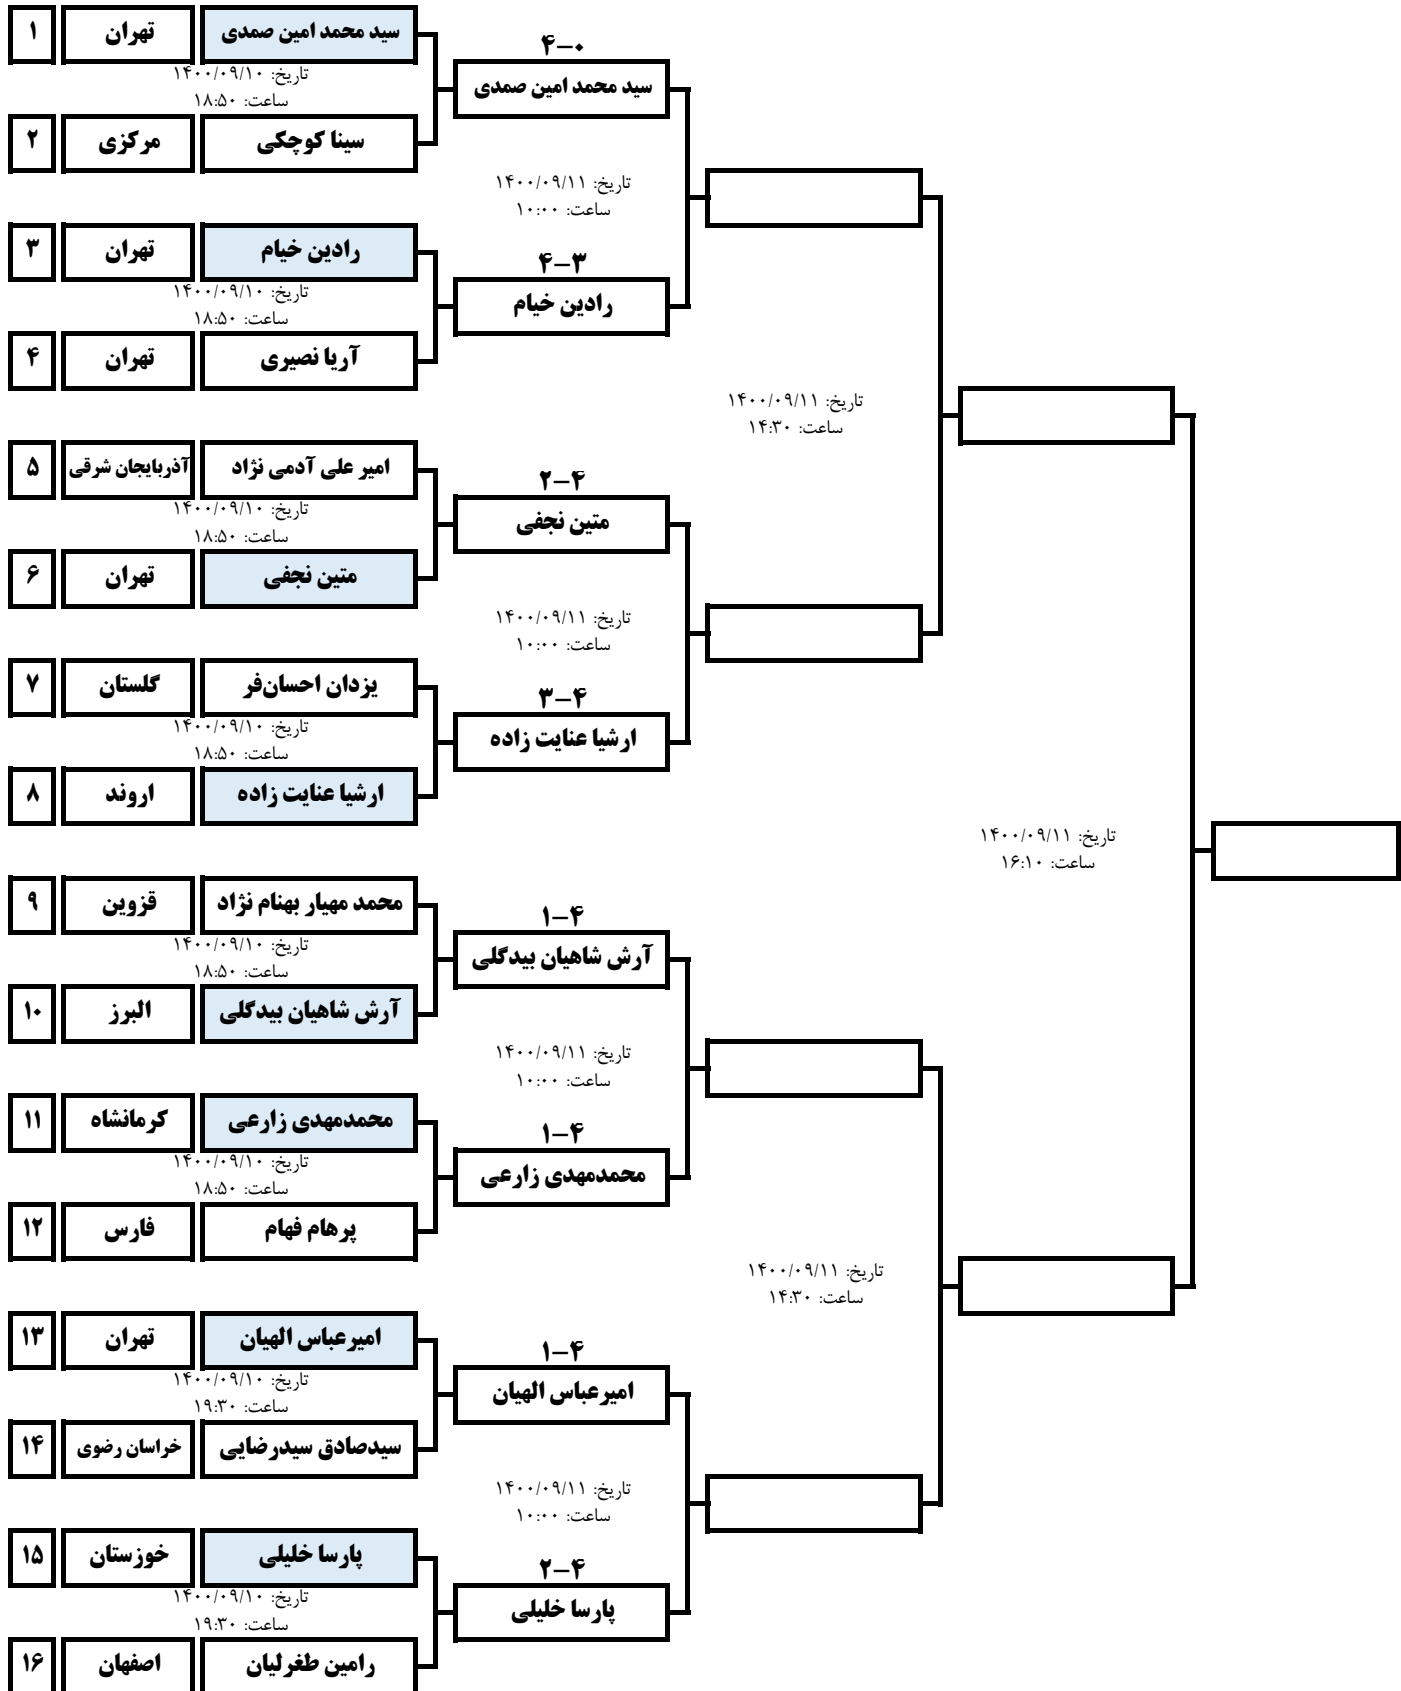 ۱ تهران سید محمد امین صمدی
تاریخ: ۱۴۰۰/۰۹/۱۰
ساعت: ۱۸:۵۰
۲ مرکزی سینا کوچکی
۴-۰
سید محمد امین صمدی
تاریخ: ۱۴۰۰/۰۹/۱۱
ساعت: ۱۰:۰۰
۳ تهران رادین خیام
تاریخ: ۱۴۰۰/۰۹/۱۰
ساعت: ۱۸:۵۰
۴ تهران آریا نصیری
۴-۳
رادین خیام
تاریخ: ۱۴۰۰/۰۹/۱۱
ساعت: ۱۴:۳۰
۵ آذربایجان شرقی امیر علی آدمی نژاد
تاریخ: ۱۴۰۰/۰۹/۱۰
ساعت: ۱۸:۵۰
۶ تهران متین نجفی
۲-۴
متین نجفی
تاریخ: ۱۴۰۰/۰۹/۱۱
ساعت: ۱۰:۰۰
۷ گلستان یزدان احسان‌فر
تاریخ: ۱۴۰۰/۰۹/۱۰
ساعت: ۱۸:۵۰
۸ اروند ارشیا عنایت زاده
۳-۴
ارشیا عنایت زاده
تاریخ: ۱۴۰۰/۰۹/۱۱
ساعت: ۱۶:۱۰
۹ قزوین محمد مهیار بهنام نژاد
تاریخ: ۱۴۰۰/۰۹/۱۰
ساعت: ۱۸:۵۰
۱۰ البرز آرش شاهیان بیدگلی
۱-۴
آرش شاهیان بیدگلی
تاریخ: ۱۴۰۰/۰۹/۱۱
ساعت: ۱۰:۰۰
۱۱ کرمانشاه محمدمهدی زارعی
تاریخ: ۱۴۰۰/۰۹/۱۰
ساعت: ۱۸:۵۰
۱۲ فارس پرهام فهام
۱-۴
محمدمهدی زارعی
تاریخ: ۱۴۰۰/۰۹/۱۱
ساعت: ۱۴:۳۰
۱۳ تهران امیرعباس الهیان
تاریخ: ۱۴۰۰/۰۹/۱۰
ساعت: ۱۹:۳۰
۱۴ خراسان رضوی سیدصادق سیدرضایی
۱-۴
امیرعباس الهیان
تاریخ: ۱۴۰۰/۰۹/۱۱
ساعت: ۱۰:۰۰
۱۵ خوزستان پارسا خلیلی
تاریخ: ۱۴۰۰/۰۹/۱۰
ساعت: ۱۹:۳۰
۱۶ اصفهان رامین طغرلیان
۲-۴
پارسا خلیلی